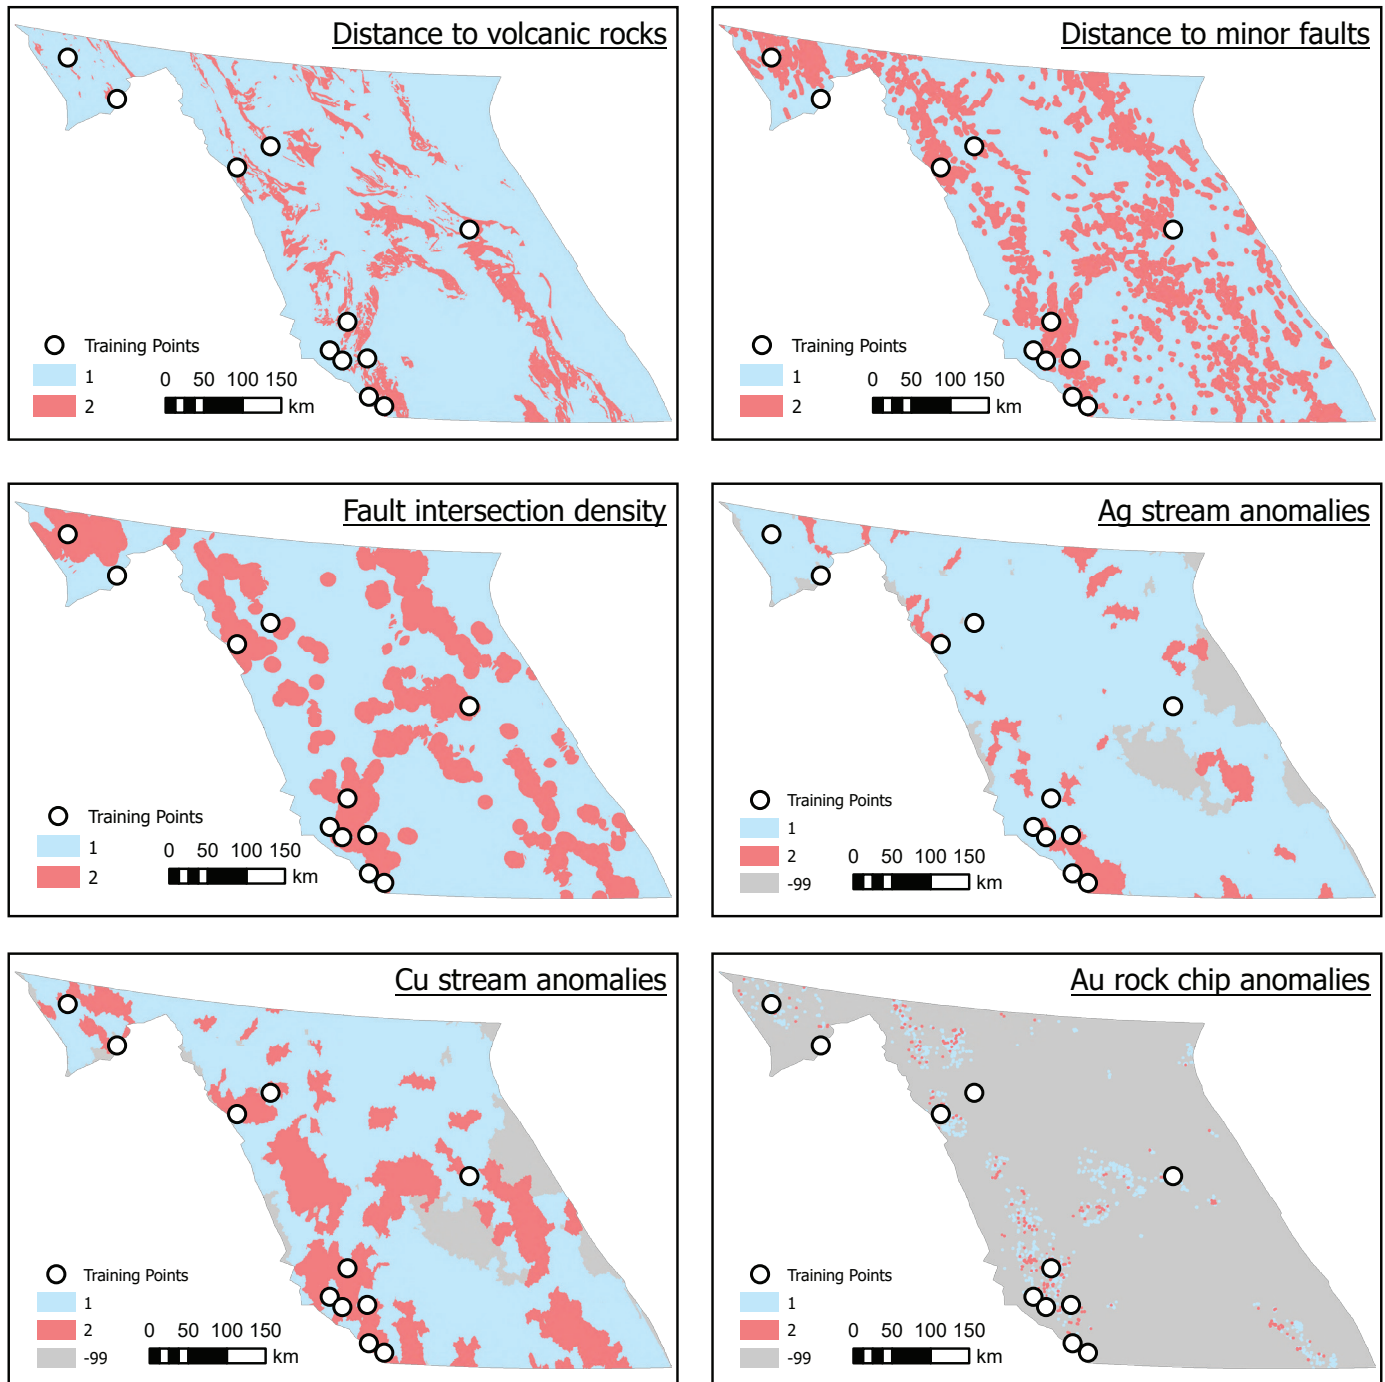 Distance to volcanic rocks
Training Points
1
2
0 50 100 150
km
Distance to minor faults
Training Points
1
2
0 50 100 150
km
Fault intersection density
Training Points
1
2
0 50 100 150
km
Ag stream anomalies
Training Points
1
2
-99
0 50 100 150
km
Cu stream anomalies
Training Points
1
2
-99
0 50 100 150
km
Au rock chip anomalies
Training Points
1
2
-99
0 50 100 150
km